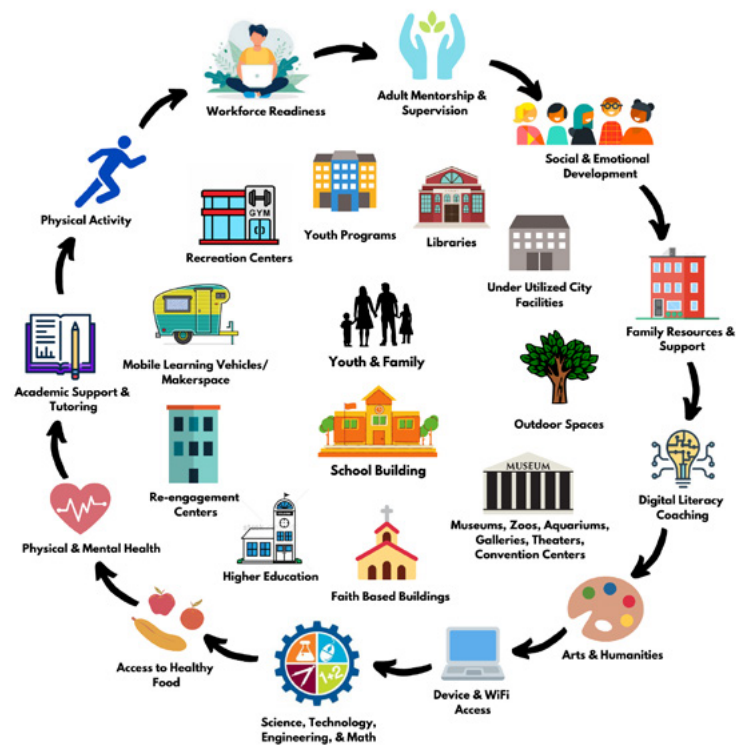 Workforce Readiness
Adult Mentorship &
Supervision
Social & Emotional
Development
Family Resources &
Support
Digital Literacy
Coaching
Arts & Humanities
Device & WiFi
Access
Science, Technology,
Engineering, & Math
1+2
Access to Healthy
Food
Physical & Mental Health
Academic Support &
Tutoring
Physical Activity
GYM
Recreation Centers
Youth Programs
Libraries
Under Utilized City
Facilities
Outdoor Spaces
MUSEUM
Museums, Zoos, Aquariums,
Galleries, Theaters,
Convention Centers
Faith Based Buildings
Higher Education
Re-engagement
Centers
Mobile Learning Vehicles/
Makerspace
Youth & Family
School Building